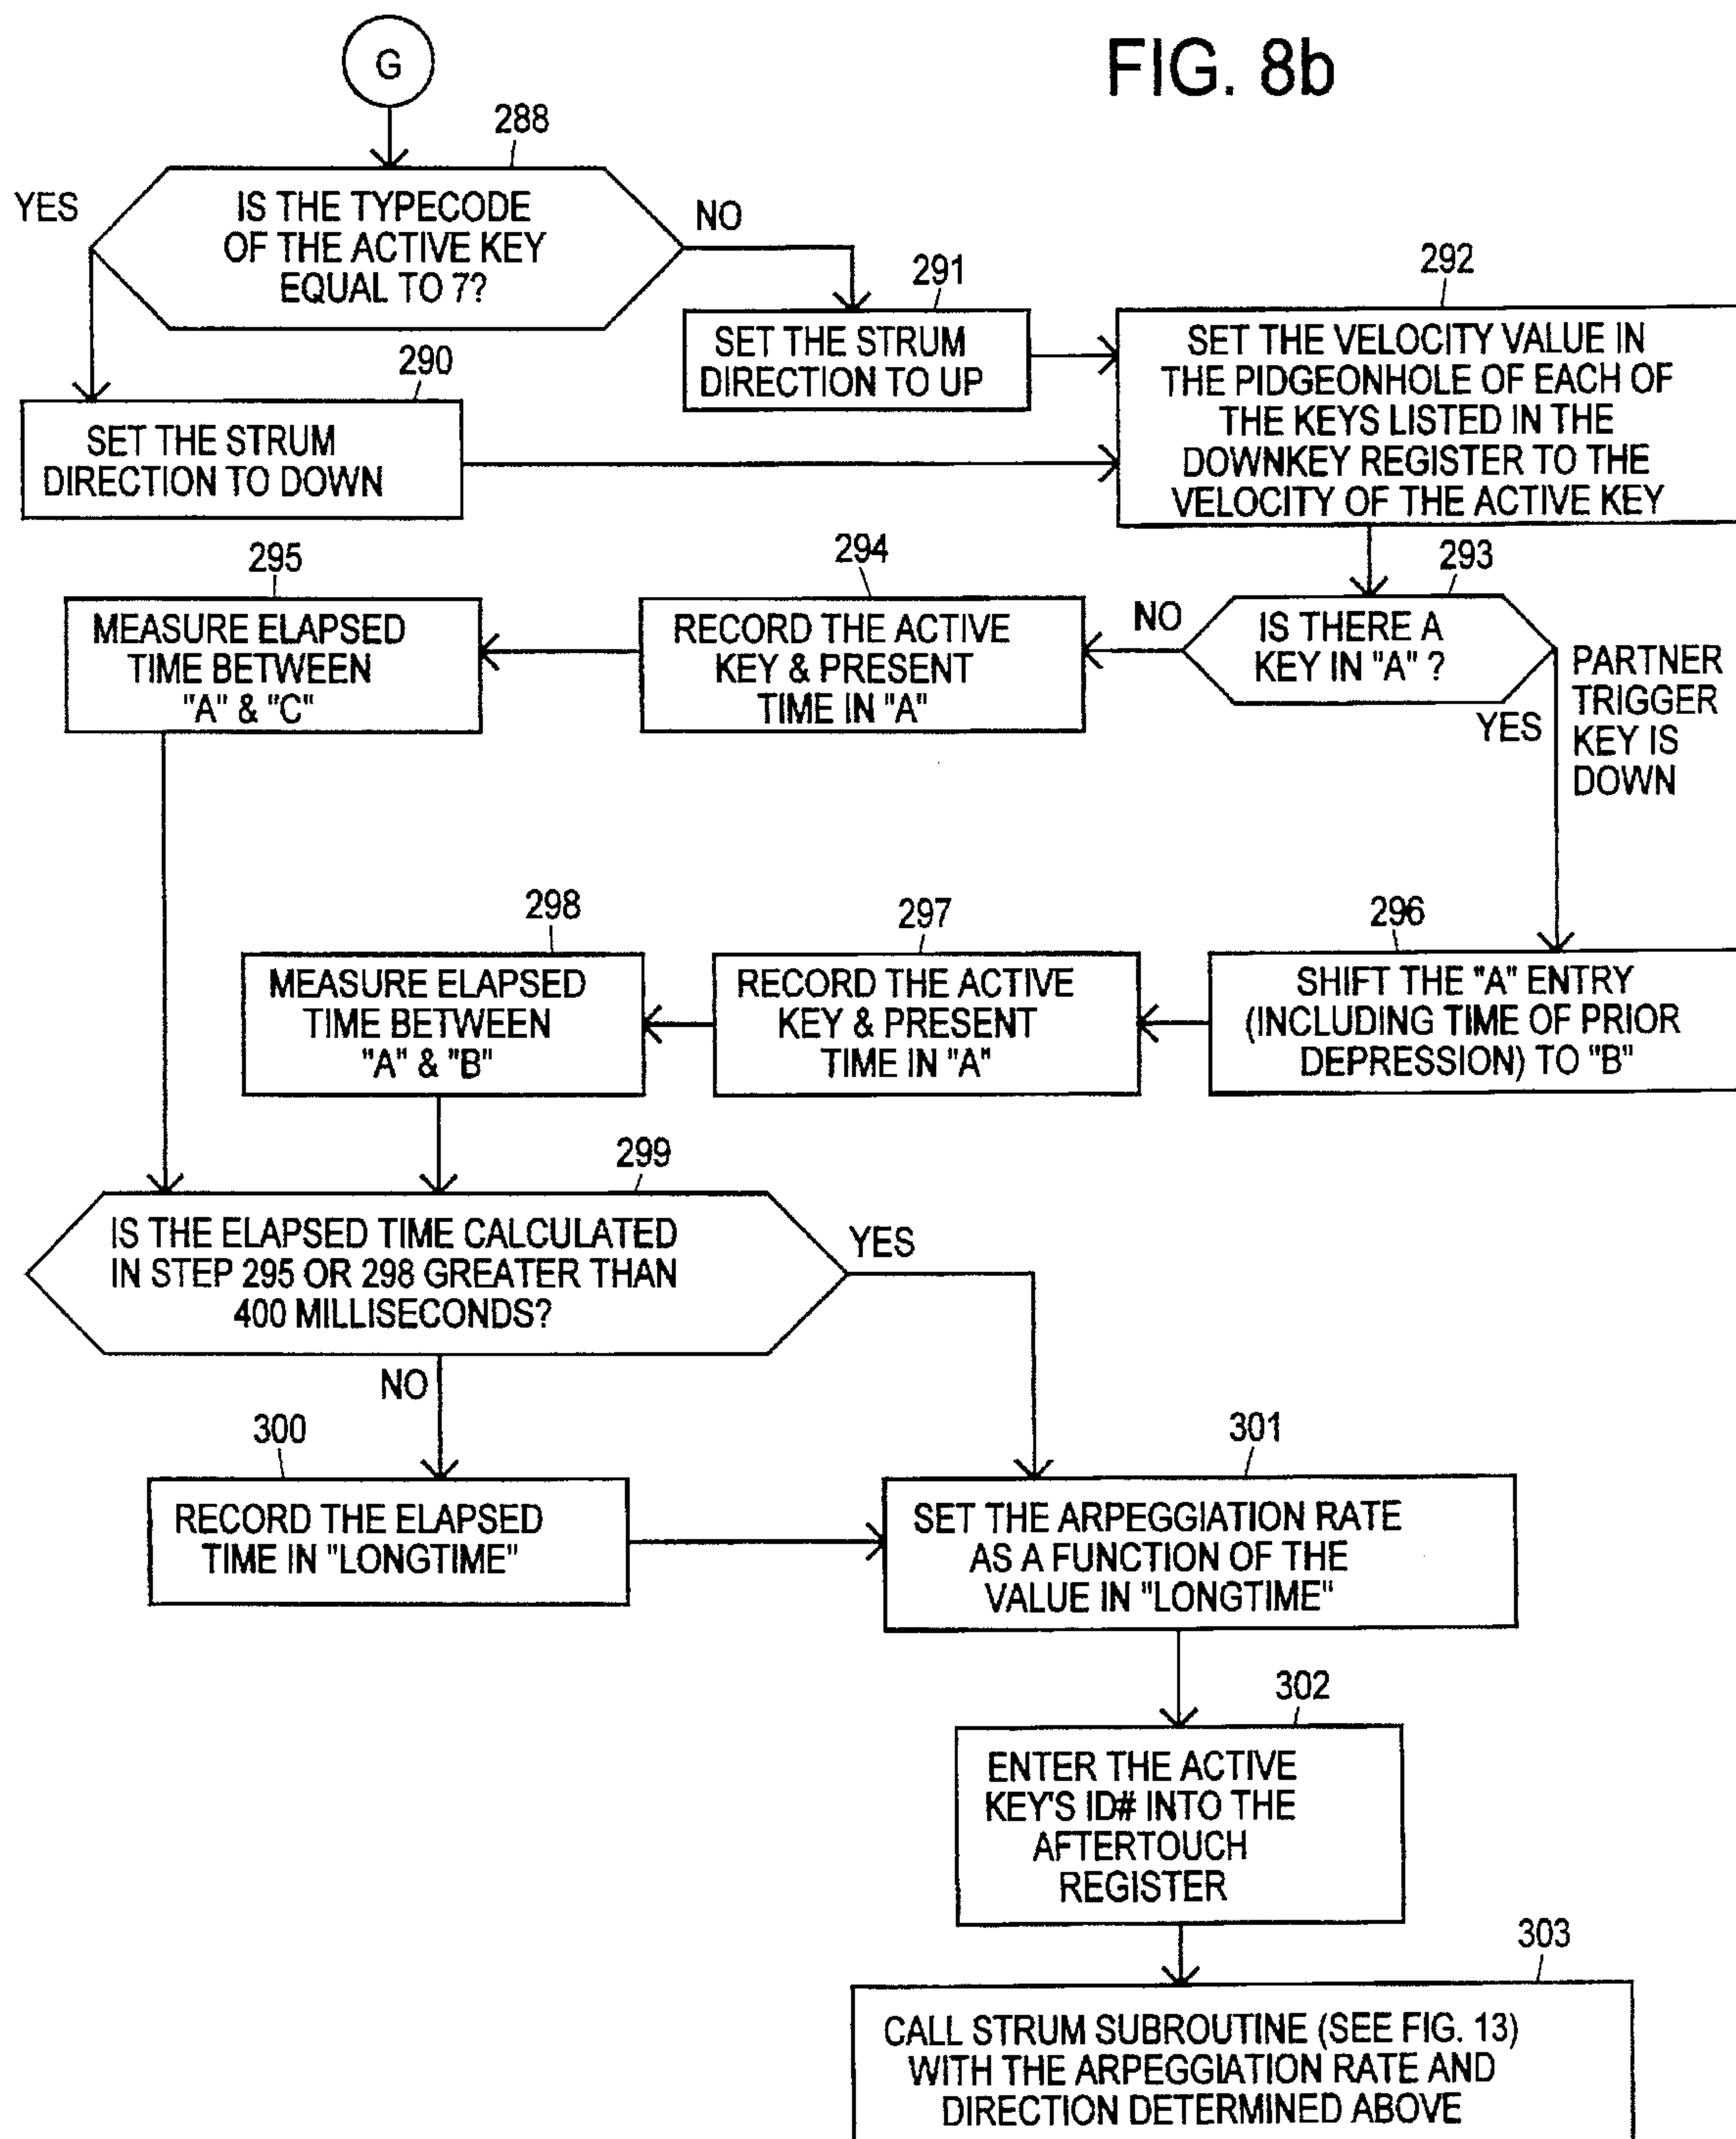 FIG. 8b
G
288
IS THE TYPECODE
OF THE ACTIVE KEY
EQUAL TO 7?
YES
NO
290
SET THE STRUM
DIRECTION TO DOWN
291
SET THE STRUM
DIRECTION TO UP
292
SET THE VELOCITY VALUE IN
THE PIDGEONHOLE OF EACH OF
THE KEYS LISTED IN THE
DOWNKEY REGISTER TO THE
VELOCITY OF THE ACTIVE KEY
293
IS THERE A
KEY IN "A" ?
NO
YES
PARTNER
TRIGGER
KEY IS
DOWN
294
RECORD THE ACTIVE
KEY & PRESENT
TIME IN "A"
295
MEASURE ELAPSED
TIME BETWEEN
"A" & "C"
296
SHIFT THE "A" ENTRY
(INCLUDING TIME OF PRIOR
DEPRESSION) TO "B"
297
RECORD THE ACTIVE
KEY & PRESENT
TIME IN "A"
298
MEASURE ELAPSED
TIME BETWEEN
"A" & "B"
299
IS THE ELAPSED TIME CALCULATED
IN STEP 295 OR 298 GREATER THAN
400 MILLISECONDS?
YES
NO
300
RECORD THE ELAPSED
TIME IN "LONGTIME"
301
SET THE ARPEGGIATION RATE
AS A FUNCTION OF THE
VALUE IN "LONGTIME"
302
ENTER THE ACTIVE
KEY'S ID# INTO THE
AFTERTOUCH
REGISTER
303
CALL STRUM SUBROUTINE (SEE FIG. 13)
WITH THE ARPEGGIATION RATE AND
DIRECTION DETERMINED ABOVE